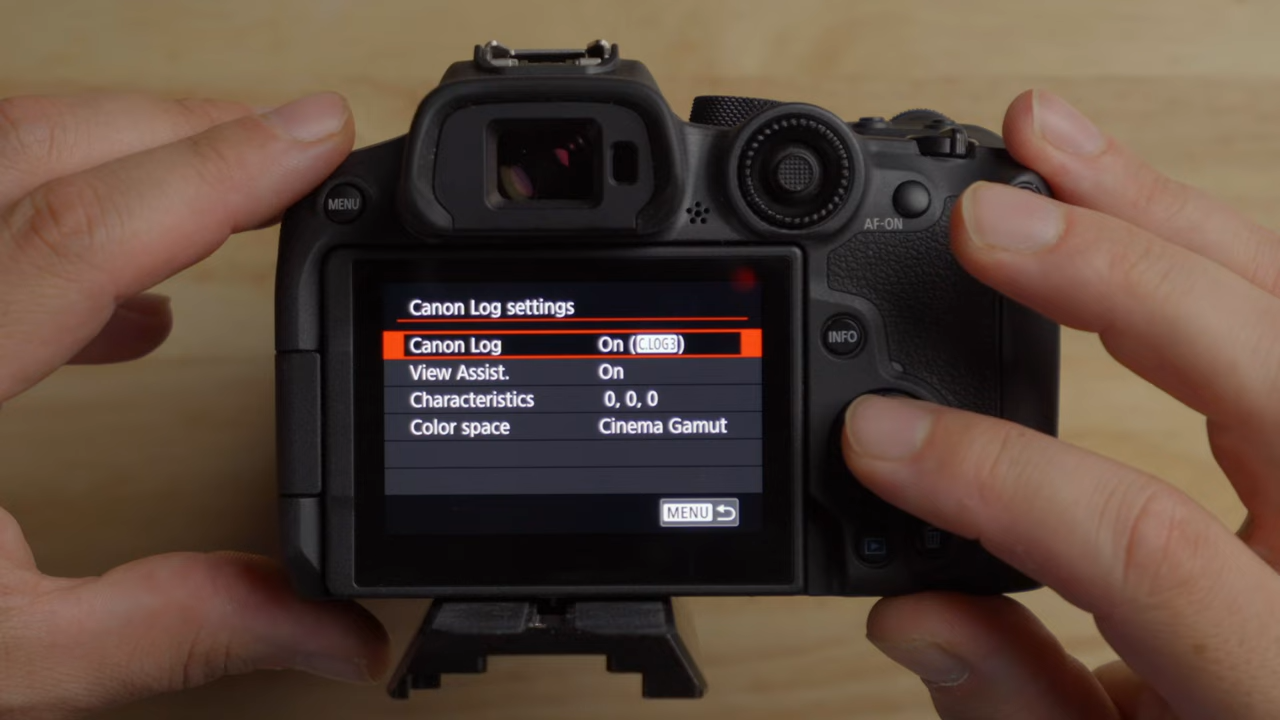 MENU
AF-ON
Canon Log settings
Canon Log On (C.LOG3)
View Assist. On
Characteristics 0, 0, 0
Color space Cinema Gamut
MENU
INFO